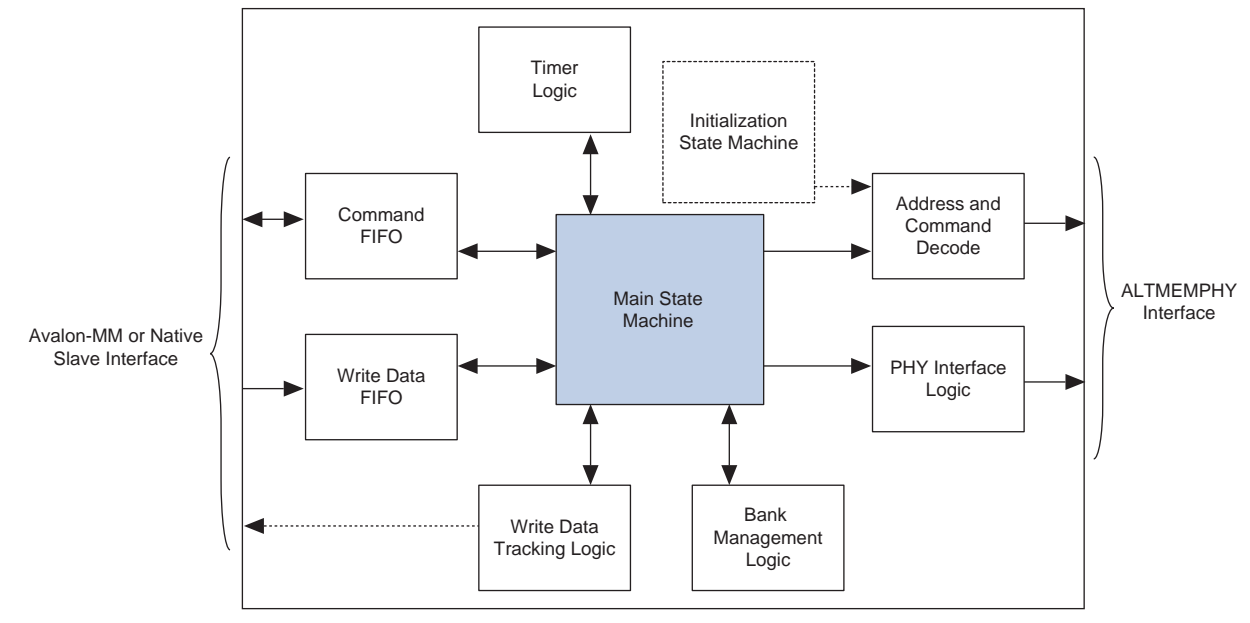 Timer
Logic
Initialization
State Machine
Command
FIFO
Address and
Command
Decode
Main State
Machine
ALTMEMPHY
Interface
Avalon-MM or Native
Slave Interface
Write Data
FIFO
PHY Interface
Logic
Write Data
Tracking Logic
Bank
Management
Logic